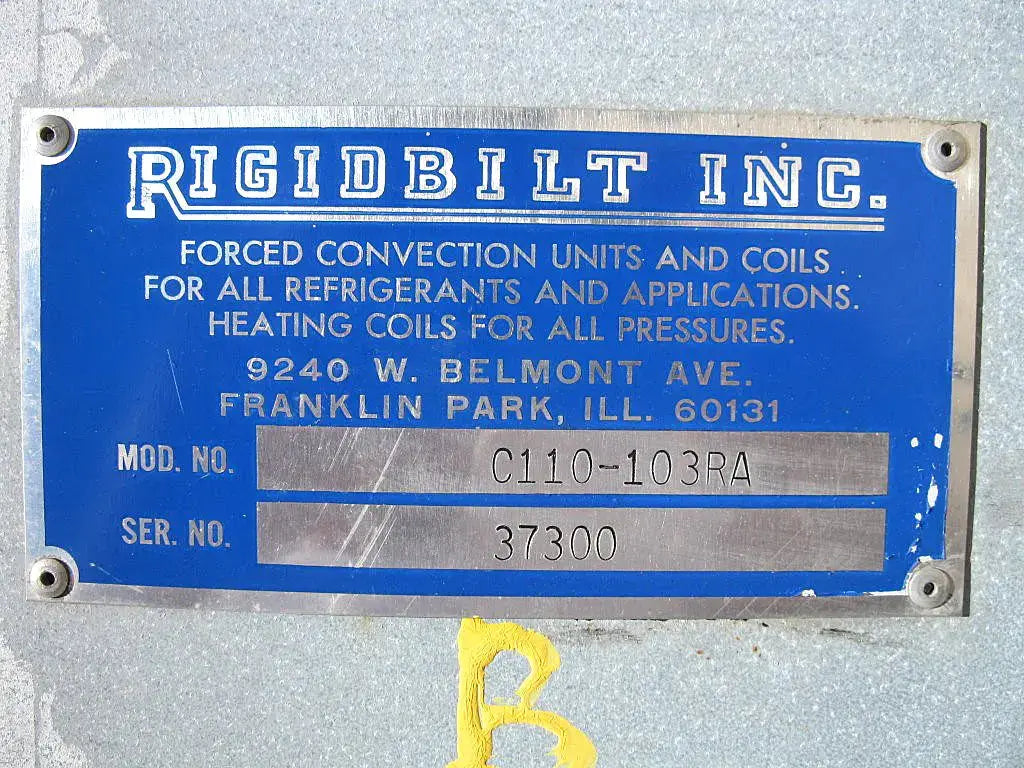 RIGIDBILT INC.
FORCED CONVECTION UNITS AND COILS
FOR ALL REFRIGERANTS AND APPLICATIONS.
HEATING COILS FOR ALL PRESSURES.
9240 W. BELMONT AVE.
FRANKLIN PARK, ILL. 60131
MOD. NO. C110-103RA
SER. NO. 37300